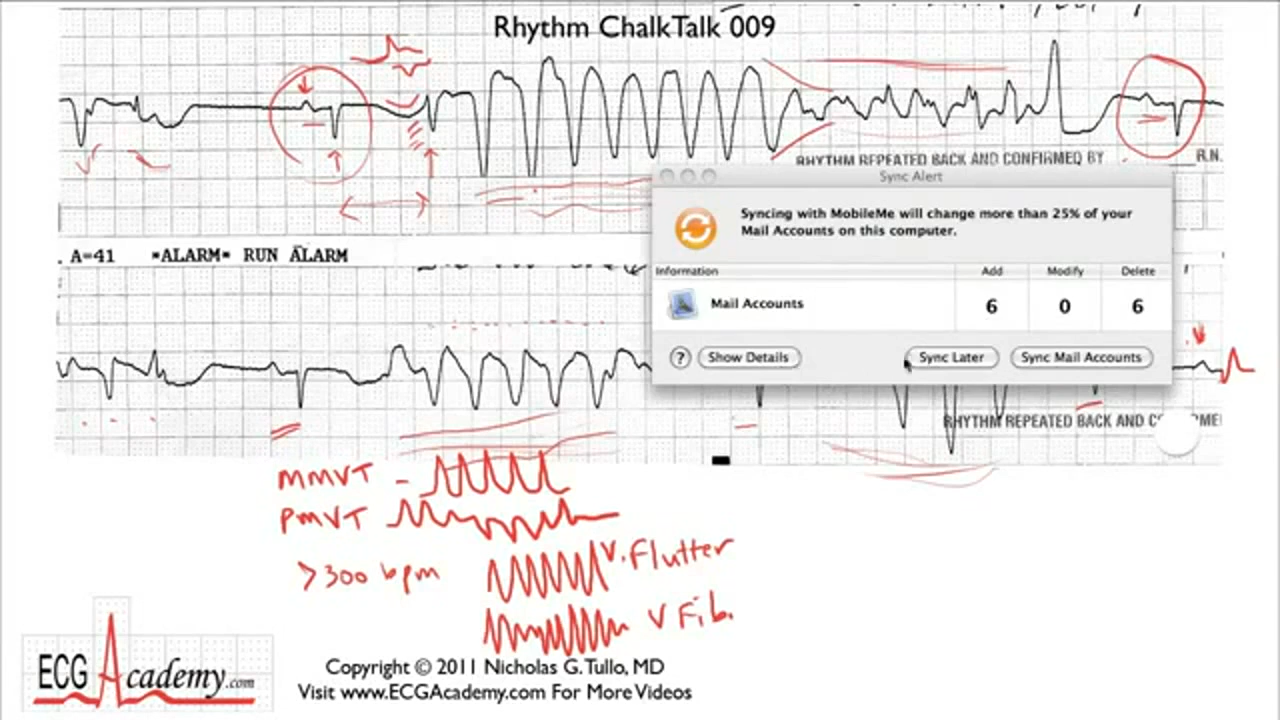 Rhythm ChalkTalk 009
RHYTHM REPEATED BACK AND CONFIRMED BY
R.N.
Sync Alert
Syncing with MobileMe will change more than 25% of your
Mail Accounts on this computer.
A=41 *ALARM* RUN ALARM
Information Add Modify Delete
Mail Accounts 6 0 6
? Show Details Sync Later Sync Mail Accounts
RHYTHM REPEATED BACK AND
MMVT -
PMVT
>300 bpm
V. Flutter
V Fib.
ECG Academy.com
Copyright © 2011 Nicholas G. Tullo, MD
Visit www.ECGAcademy.com For More Videos